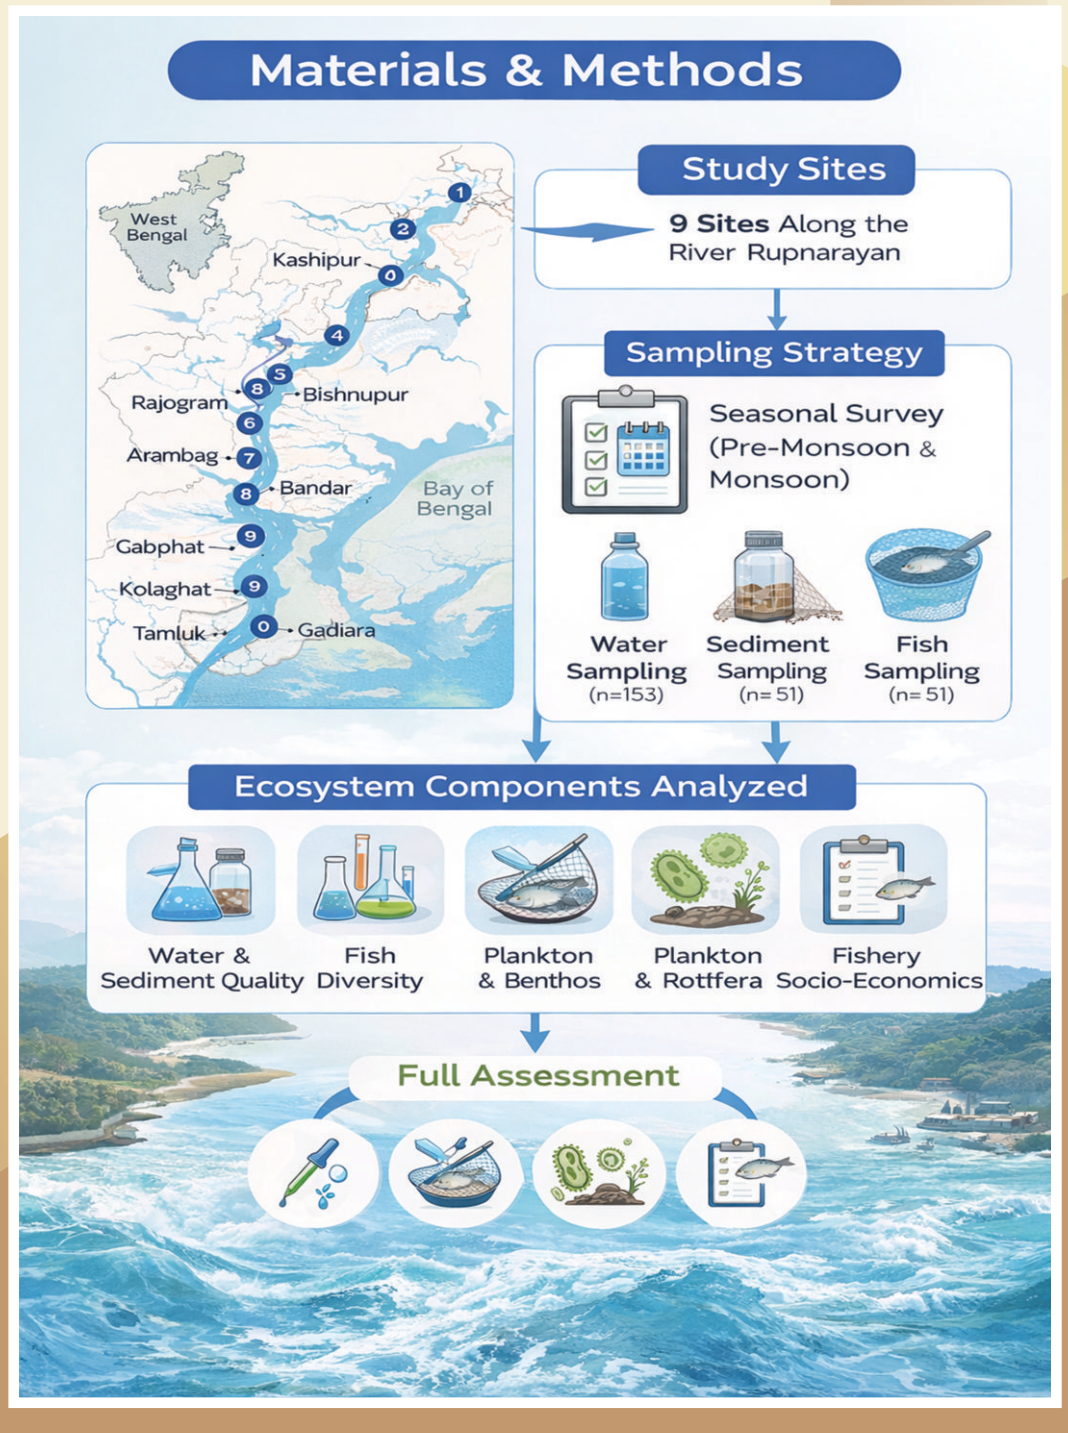 Materials & Methods
West
Bengal
1
2
Kashipur
0
4
5
8
Rajogram
Bishnupur
6
Arambag
7
8
Bandar
Bay of
Bengal
9
Gabphat
Kolaghat
9
Tamluk
0
Gadiara
Study Sites
9 Sites Along the
River Rupnarayan
Sampling Strategy
Seasonal Survey
(Pre-Monsoon &
Monsoon)
Water
Sampling
(n=153)
Sediment
Sampling
(n= 51)
Fish
Sampling
(n= 51)
Ecosystem Components Analyzed
Water &
Sediment Quality
Fish
Diversity
Plankton
& Benthos
Plankton
& Rottfera
Fishery
Socio-Economics
Full Assessment